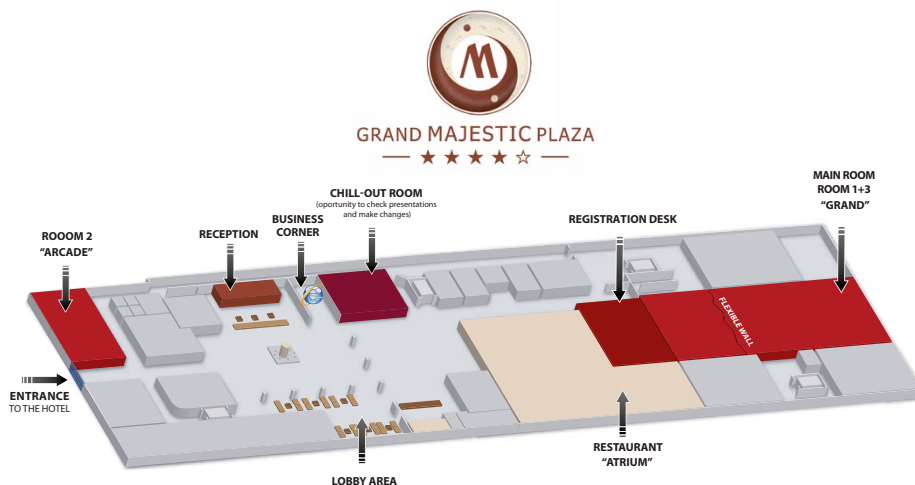 M
GRAND MAJESTIC PLAZA
MAIN ROOM
ROOM 1+3
“GRAND”
CHILL-OUT ROOM
(oportunity to check presentations
and make changes)
BUSINESS
CORNER
REGISTRATION DESK
RECEPTION
ROOOM 2
“ARCADE”
FLEXIBLE WALL
ENTRANCE
TO THE HOTEL
RESTAURANT
“ATRIUM”
LOBBY AREA